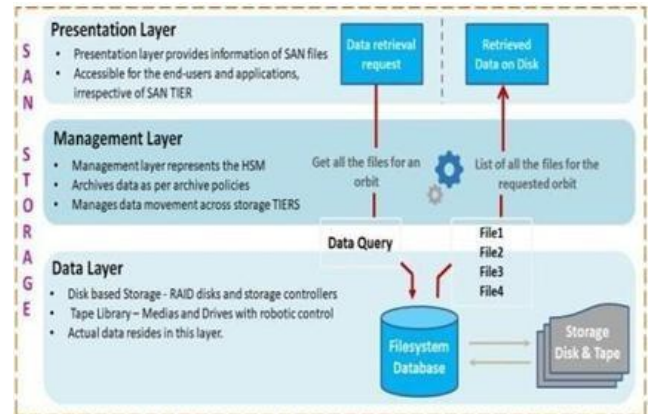 SAN STORAGE
Presentation Layer
• Presentation layer provides information of SAN files
• Accessible for the end-users and applications,
irrespective of SAN TIER
Data retrieval
request
Retrieved
Data on Disk
Management Layer
• Management layer represents the HSM
• Archives data as per archive policies
• Manages data movement across storage TIERS
Get all the files for an
orbit
List of all the files for the
requested orbit
Data Query
File1
File2
File3
File4
Data Layer
• Disk based Storage - RAID disks and storage controllers
• Tape Library – Medias and Drives with robotic control
• Actual data resides in this layer.
Filesystem
Database
Storage
Disk & Tape